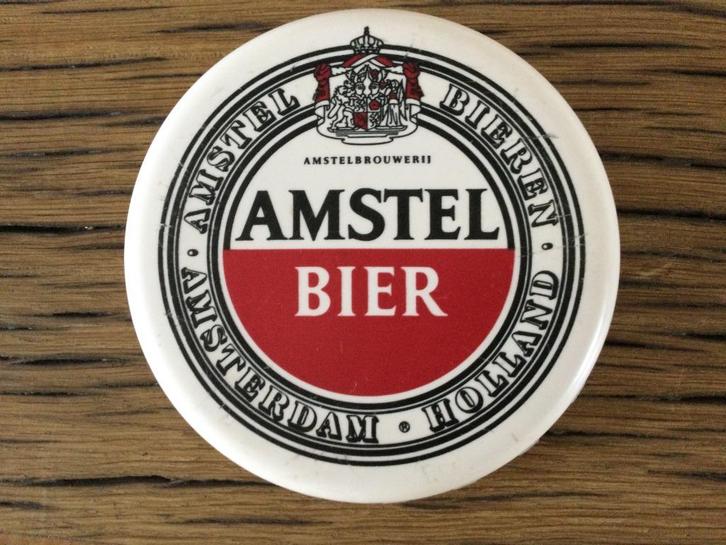 AMSTEL BIEREN
AMSTELBROUWERIJ
AMSTEL
BIER
· AMSTERDAM · HOLLAND ·
®